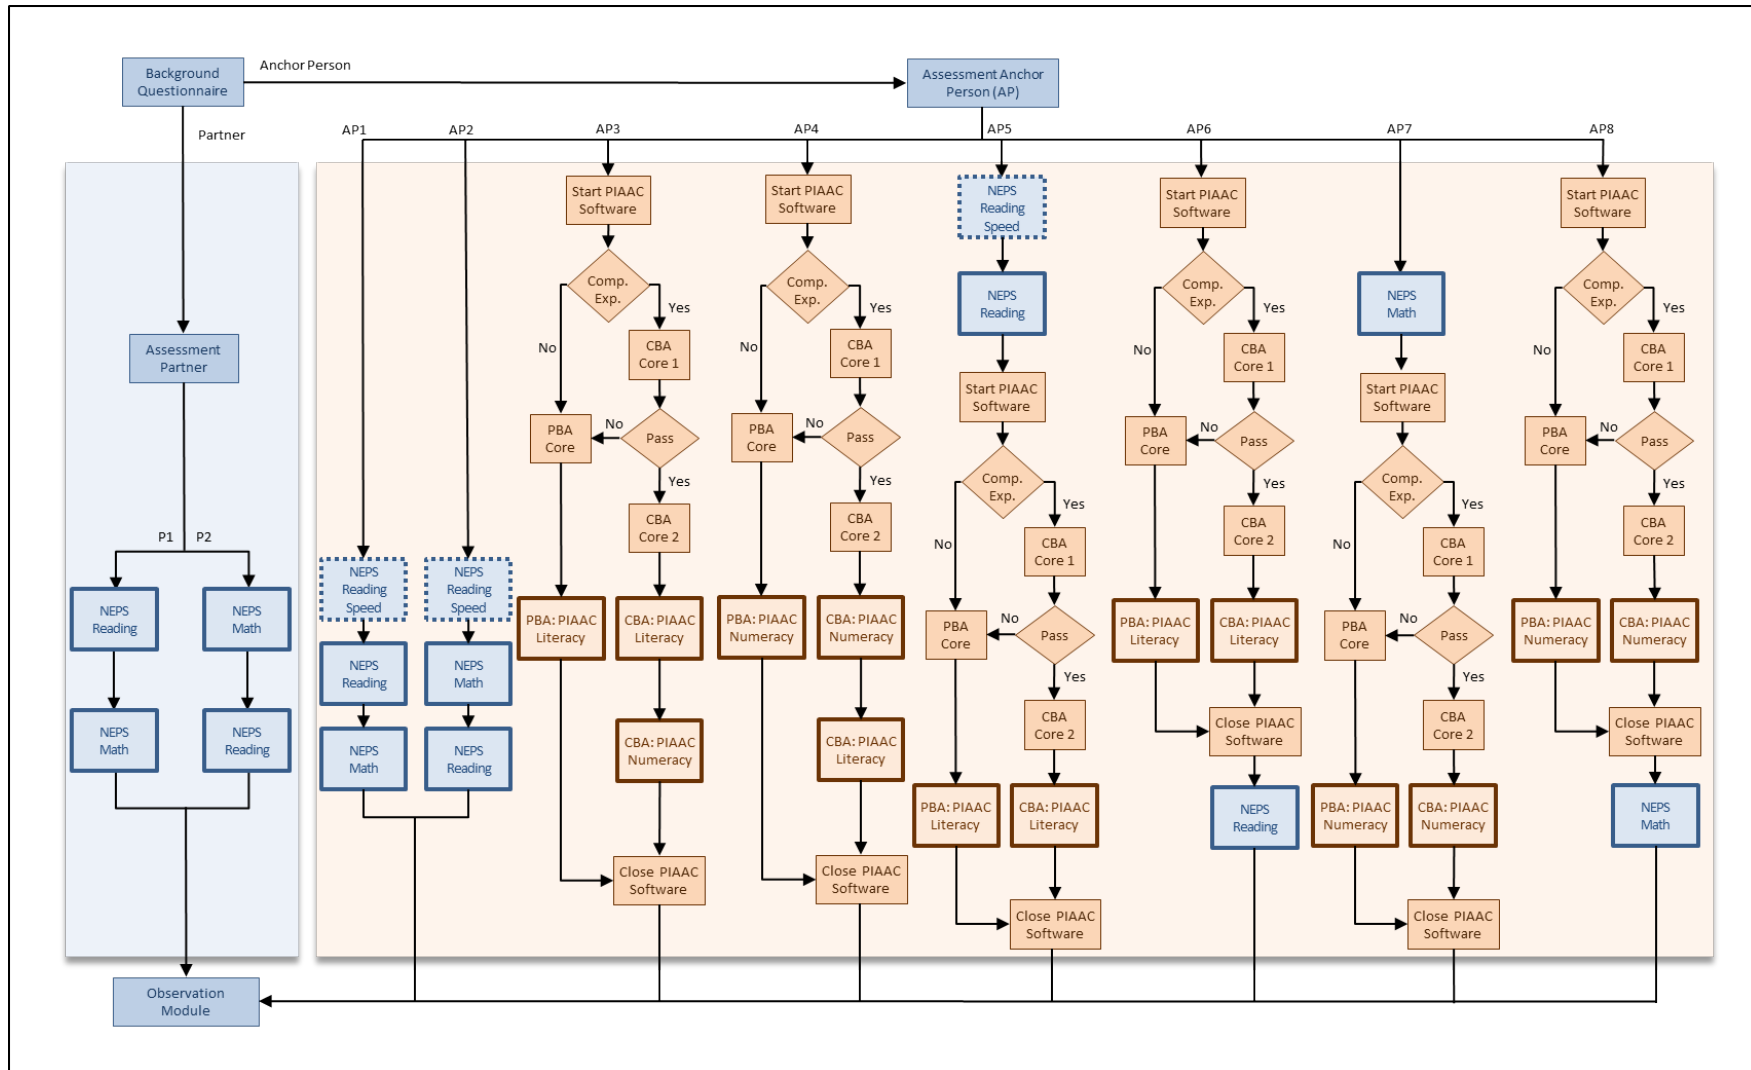 Background
Questionnaire
Anchor Person
Assessment Anchor
Person (AP)
Partner
AP1
AP2
AP3
AP4
AP5
AP6
AP7
AP8
Assessment
Partner
P1
P2
NEPS
Reading
NEPS
Math
NEPS
Math
NEPS
Reading
NEPS
Reading
Speed
NEPS
Reading
NEPS
Math
NEPS
Reading
Speed
NEPS
Math
NEPS
Reading
Start PIAAC
Software
Comp.
Exp.
Yes
No
CBA
Core 1
PBA
Core
No
Pass
Yes
CBA
Core 2
PBA: PIAAC
Literacy
CBA: PIAAC
Literacy
CBA: PIAAC
Numeracy
Close PIAAC
Software
Start PIAAC
Software
Comp.
Exp.
Yes
No
CBA
Core 1
PBA
Core
No
Pass
Yes
CBA
Core 2
PBA: PIAAC
Numeracy
CBA: PIAAC
Numeracy
CBA: PIAAC
Literacy
Close PIAAC
Software
NEPS
Reading
Speed
NEPS
Reading
Start PIAAC
Software
Comp.
Exp.
Yes
No
CBA
Core 1
PBA
Core
No
Pass
Yes
CBA
Core 2
PBA: PIAAC
Literacy
CBA: PIAAC
Literacy
Close PIAAC
Software
Start PIAAC
Software
Comp.
Exp.
Yes
No
CBA
Core 1
PBA
Core
No
Pass
Yes
CBA
Core 2
PBA: PIAAC
Literacy
CBA: PIAAC
Literacy
Close PIAAC
Software
NEPS
Reading
NEPS
Math
Start PIAAC
Software
Comp.
Exp.
Yes
No
CBA
Core 1
PBA
Core
No
Pass
Yes
CBA
Core 2
PBA: PIAAC
Numeracy
CBA: PIAAC
Numeracy
Close PIAAC
Software
Start PIAAC
Software
Comp.
Exp.
Yes
No
CBA
Core 1
PBA
Core
No
Pass
Yes
CBA
Core 2
PBA: PIAAC
Numeracy
CBA: PIAAC
Numeracy
Close PIAAC
Software
NEPS
Math
Observation
Module